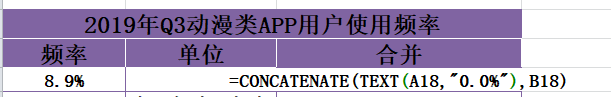 2019年Q3动漫类APP用户使用频率
频率 单位 合并
8.9% =CONCATENATE(TEXT(A18,"0.0%"),B18)